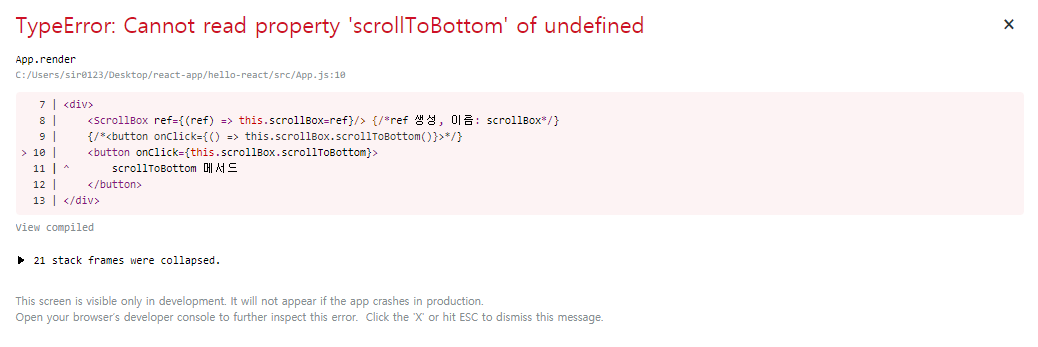 TypeError: Cannot read property 'scrollToBottom' of undefined
×
App.render
C:/Users/sir0123/Desktop/react-app/hello-react/src/App.js:10
7 | <div>
8 |     <ScrollBox ref={(ref) => this.scrollBox=ref}/> {/*ref 생성, 이름: scrollBox*/}
9 |     {/*<button onClick={() => this.scrollBox.scrollToBottom()}>*/}
> 10 |     <button onClick={this.scrollBox.scrollToBottom}>
11 | ^       scrollToBottom 메서드
12 |     </button>
13 | </div>
View compiled
▶ 21 stack frames were collapsed.
This screen is visible only in development. It will not appear if the app crashes in production.
Open your browser's developer console to further inspect this error.  Click the 'X' or hit ESC to dismiss this message.